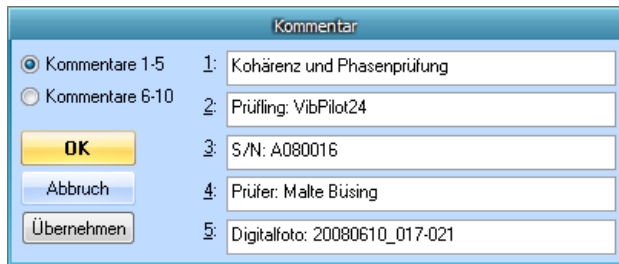 Kommentar
Kommentare 1-5
Kommentare 6-10
OK
Abbruch
Übernehmen
1: Kohärenz und Phasenprüfung
2: Prüfling: VibPilot24
3: S/N: A080016
4: Prüfer: Malte Büsing
5: Digitalfoto: 20080610_017-021